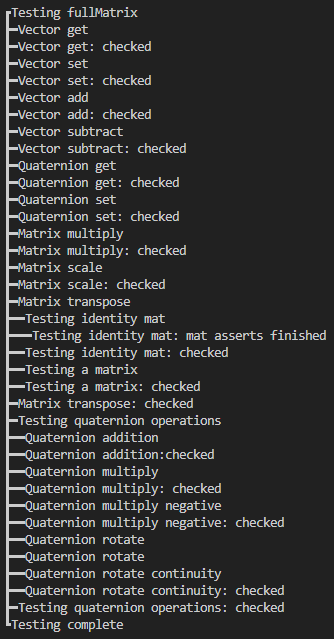 Testing fullMatrix
Vector get
Vector get: checked
Vector set
Vector set: checked
Vector add
Vector add: checked
Vector subtract
Vector subtract: checked
Quaternion get
Quaternion get: checked
Quaternion set
Quaternion set: checked
Matrix multiply
Matrix multiply: checked
Matrix scale
Matrix scale: checked
Matrix transpose
Testing identity mat
Testing identity mat: mat asserts finished
Testing identity mat: checked
Testing a matrix
Testing a matrix: checked
Matrix transpose: checked
Testing quaternion operations
Quaternion addition
Quaternion addition:checked
Quaternion multiply
Quaternion multiply: checked
Quaternion multiply negative
Quaternion multiply negative: checked
Quaternion rotate
Quaternion rotate
Quaternion rotate continuity
Quaternion rotate continuity: checked
Testing quaternion operations: checked
Testing complete